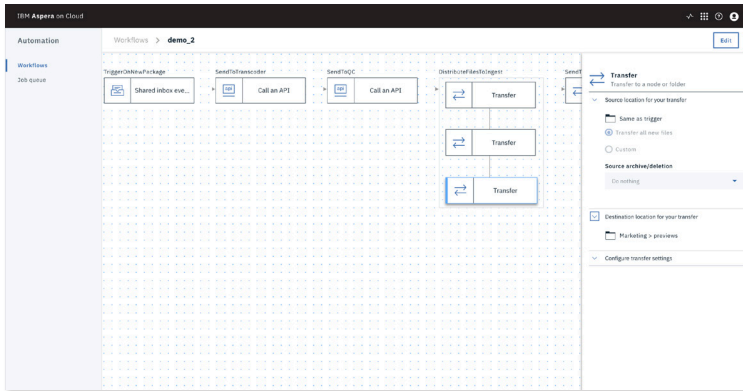 IBM Aspera on Cloud
Automation
Workflows > demo_2
Edit
Workflows
Job queue
TriggerOnNewPackage
SendToTranscoder
SendToQC
DistributeFilesToIngest
SendT
Shared inbox eve...
Call an API
Call an API
Transfer
Transfer
Transfer
Transfer
Transfer to a node or folder
Source location for your transfer
Same as trigger
Transfer all new files
Custom
Source archive/deletion
Do nothing
Destination location for your transfer
Marketing > previews
Configure transfer settings